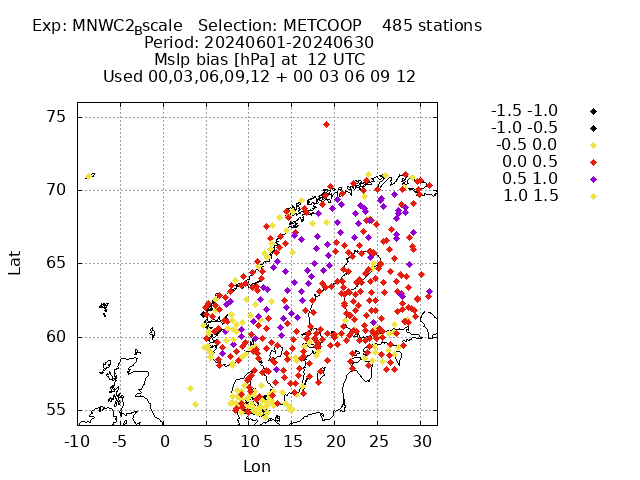 Exp: MNWC2_Bscale   Selection: METCOOP    485 stations
Period: 20240601-20240630
Mslp bias [hPa] at  12 UTC
Used 00,03,06,09,12 + 00 03 06 09 12
-1.5 -1.0
-1.0 -0.5
-0.5 0.0
0.0 0.5
0.5 1.0
1.0 1.5
75
70
65
60
55
Lat
-10 -5 0 5 10 15 20 25 30
Lon